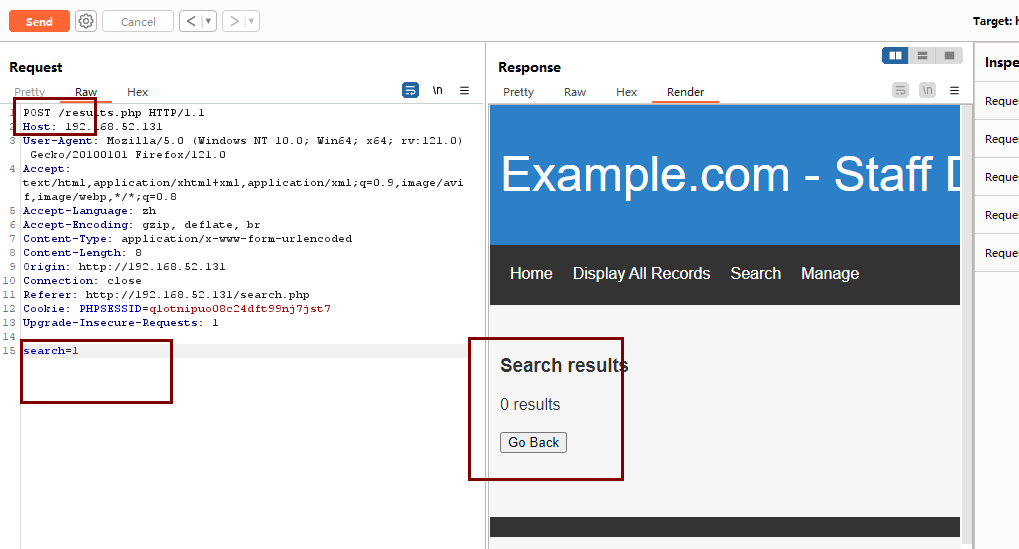 Send
Cancel
<
>
Target: h
Request
Pretty
Raw
Hex
\n
1 POST /results.php HTTP/1.1
2 Host: 192.168.52.131
3 User-Agent: Mozilla/5.0 (Windows NT 10.0; Win64; x64; rv:121.0)
Gecko/20100101 Firefox/121.0
4 Accept:
text/html,application/xhtml+xml,application/xml;q=0.9,image/avi
f,image/webp,*/*;q=0.8
5 Accept-Language: zh
6 Accept-Encoding: gzip, deflate, br
7 Content-Type: application/x-www-form-urlencoded
8 Content-Length: 8
9 Origin: http://192.168.52.131
10 Connection: close
11 Referer: http://192.168.52.131/search.php
12 Cookie: PHPSESSID=qlotnipuo08c24dft99nj7jst7
13 Upgrade-Insecure-Requests: 1
14
15 search=1
Response
Pretty
Raw
Hex
Render
\n
Example.com - Staff D
Home
Display All Records
Search
Manage
Search results
0 results
Go Back
Inspe
Reque
Reque
Reque
Reque
Reque